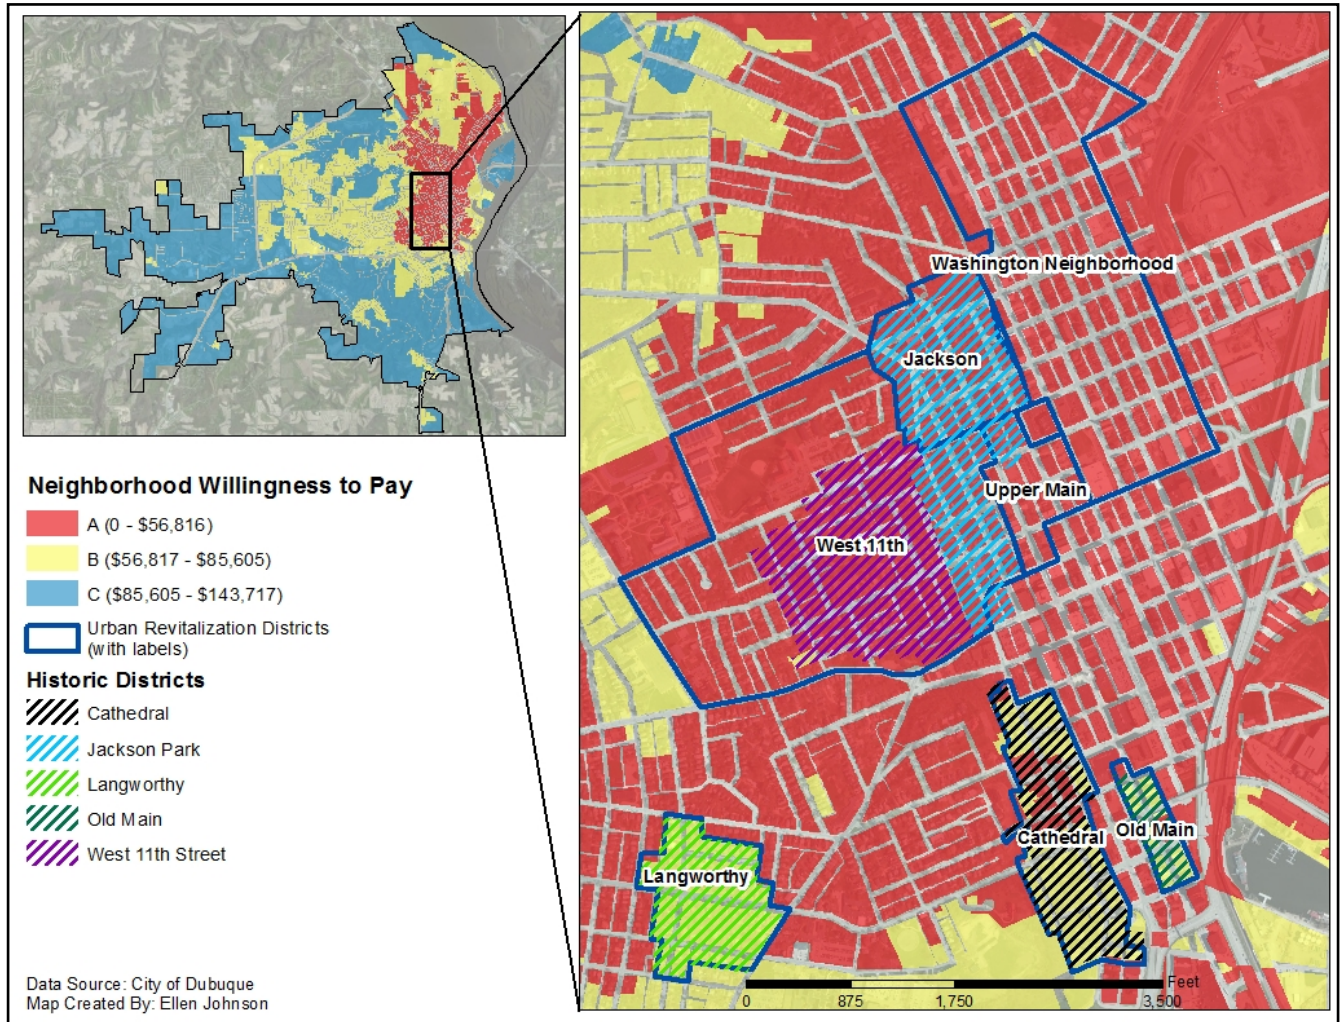 Neighborhood Willingness to Pay
A (0 - $56,816)
B ($56,817 - $85,605)
C ($85,605 - $143,717)
Urban Revitalization Districts
(with labels)
Historic Districts
Cathedral
Jackson Park
Langworthy
Old Main
West 11th Street
Data Source: City of Dubuque
Map Created By: Ellen Johnson
Washington Neighborhood
Jackson
Upper Main
West 11th
Cathedral
Old Main
Langworthy
Feet
0 875 1,750 3,500